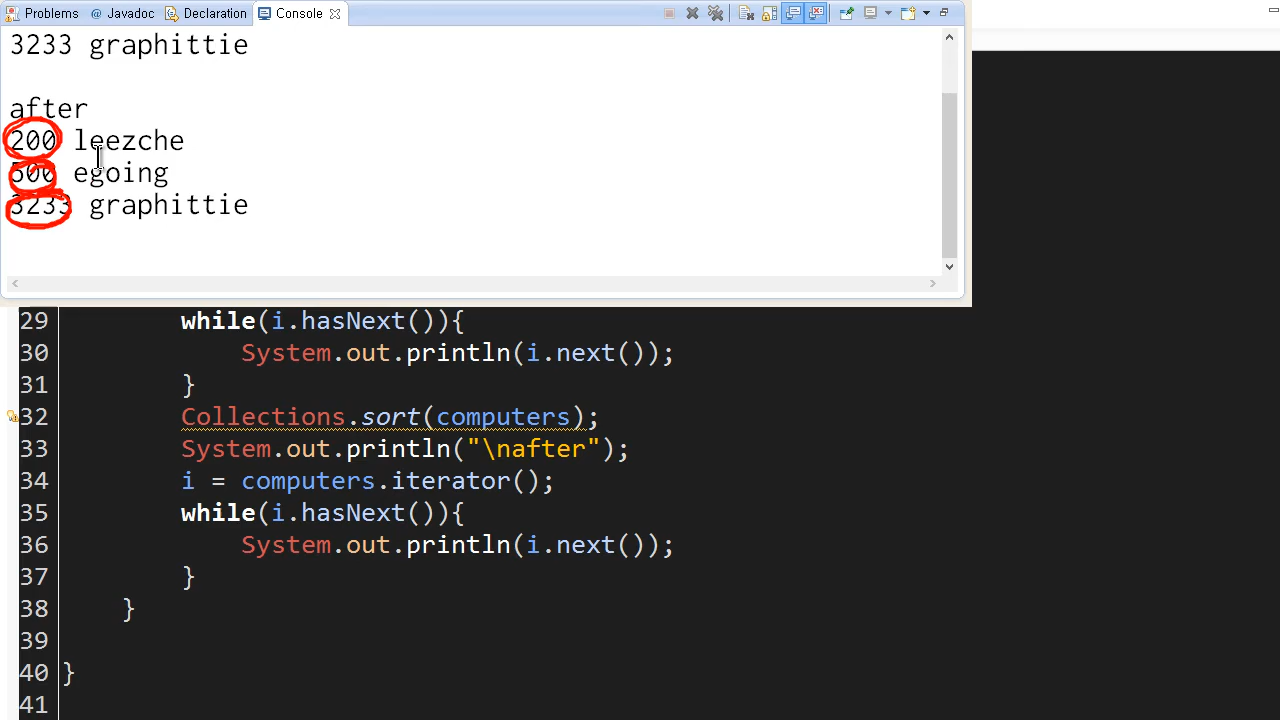 Problems @ Javadoc Declaration Console
3233 graphittie
after
200 leezche
500 egoing
3233 graphittie
29 while(i.hasNext()){
30 System.out.println(i.next());
31 }
32 Collections.sort(computers);
33 System.out.println("\nafter");
34 i = computers.iterator();
35 while(i.hasNext()){
36 System.out.println(i.next());
37 }
38 }
39
40 }
41